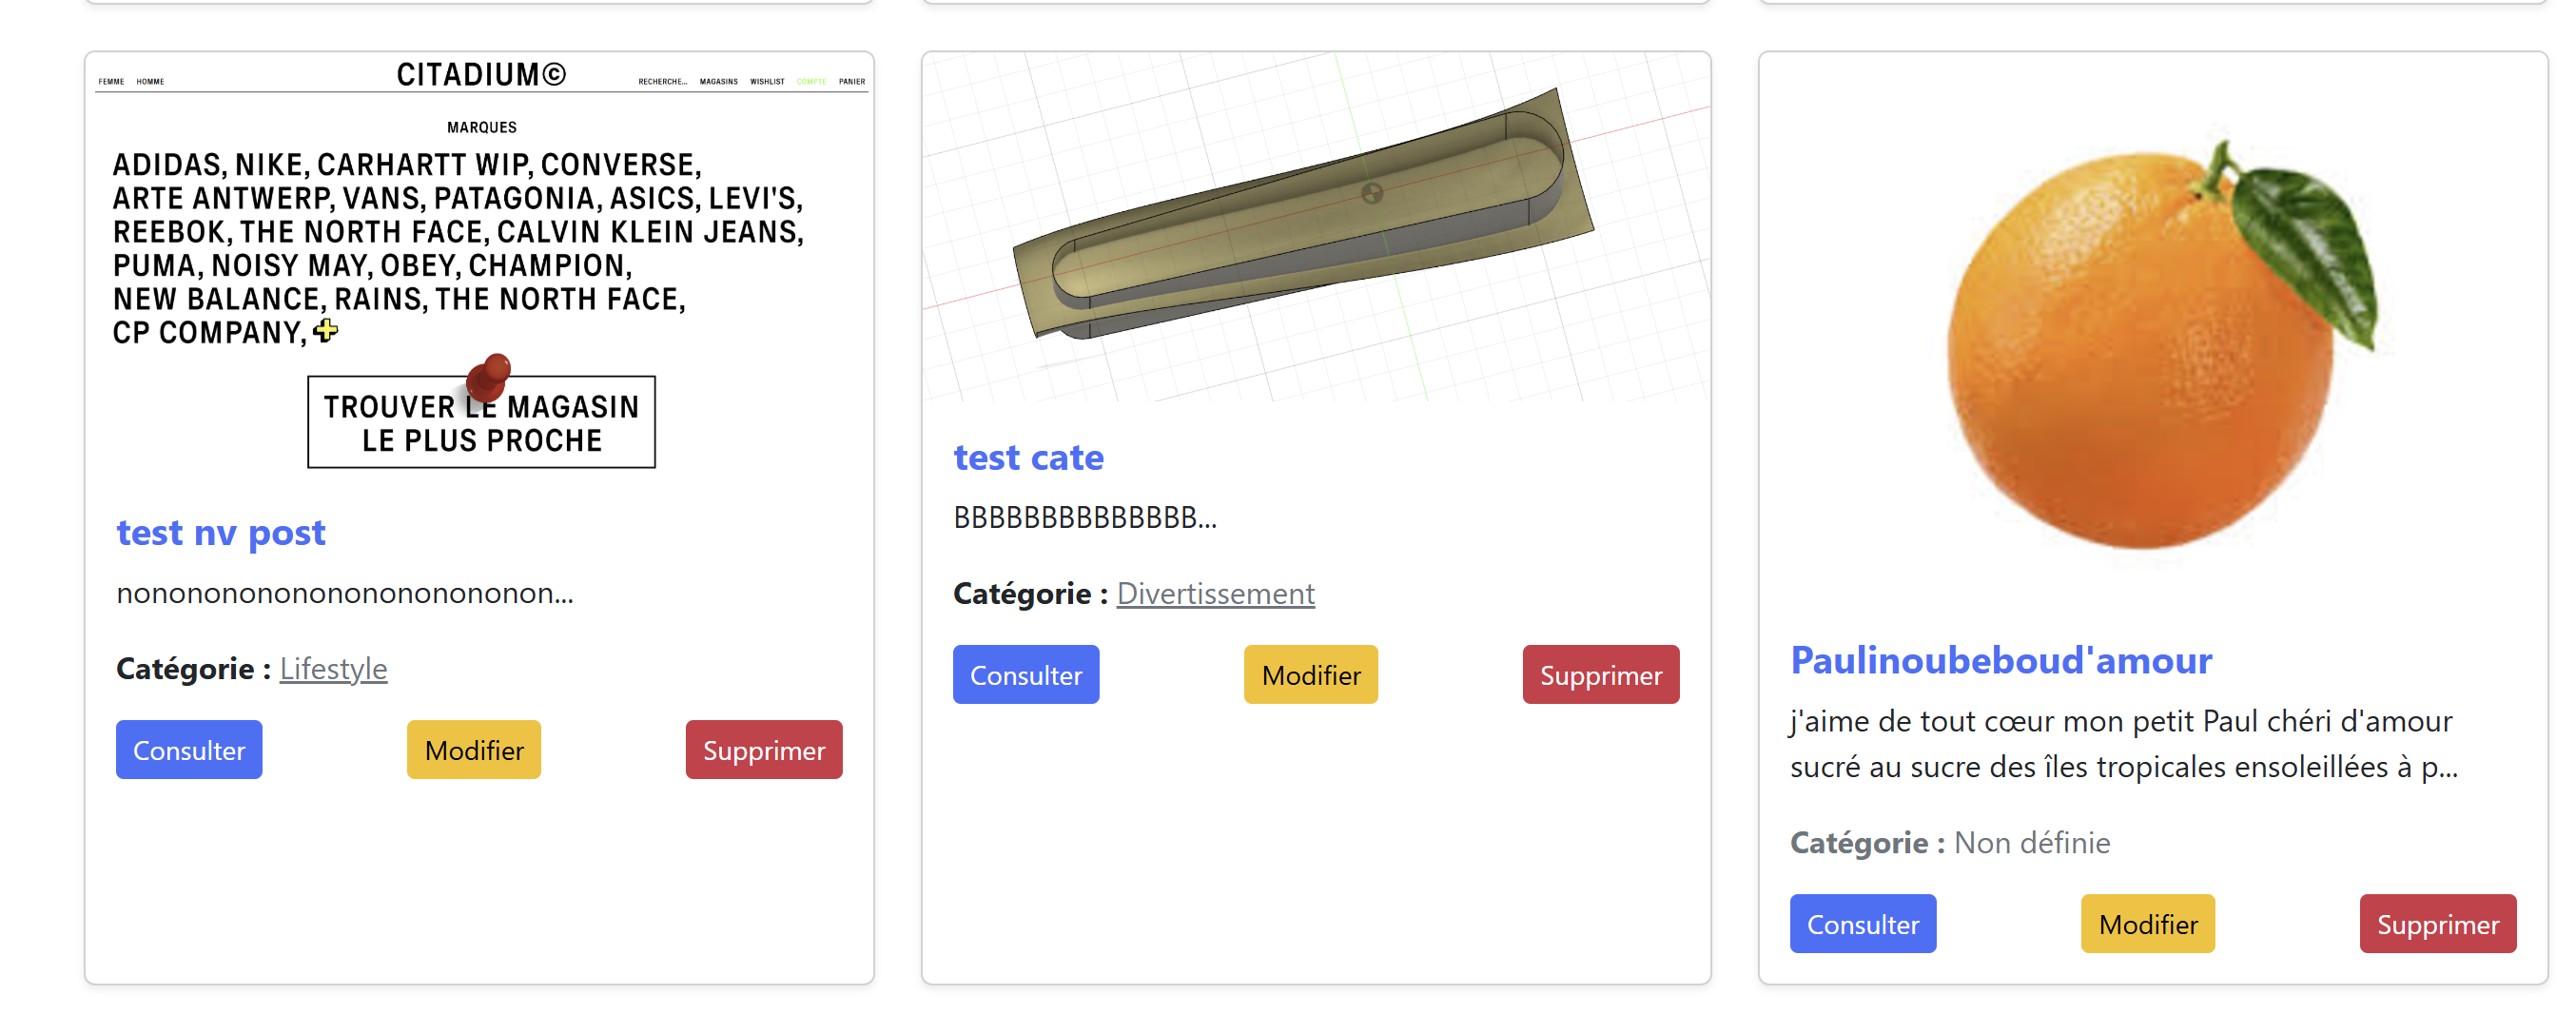 FEMME HOMME CITADIUM© RECHERCHE... MAGASINS WISHLIST COMPTE PANIER
MARQUES
ADIDAS, NIKE, CARHARTT WIP, CONVERSE,
ARTE ANTWERP, VANS, PATAGONIA, ASICS, LEVI'S,
REEBOK, THE NORTH FACE, CALVIN KLEIN JEANS,
PUMA, NOISY MAY, OBEY, CHAMPION,
NEW BALANCE, RAINS, THE NORTH FACE,
CP COMPANY,
TROUVER LE MAGASIN
LE PLUS PROCHE
test nv post
nonononononononononononon...
Catégorie : Lifestyle
Consulter Modifier Supprimer
test cate
BBBBBBBBBBBBBB...
Catégorie : Divertissement
Consulter Modifier Supprimer
Paulinoubeboud'amour
j'aime de tout cœur mon petit Paul chéri d'amour
sucré au sucre des îles tropicales ensoleillées à p...
Catégorie : Non définie
Consulter Modifier Supprimer